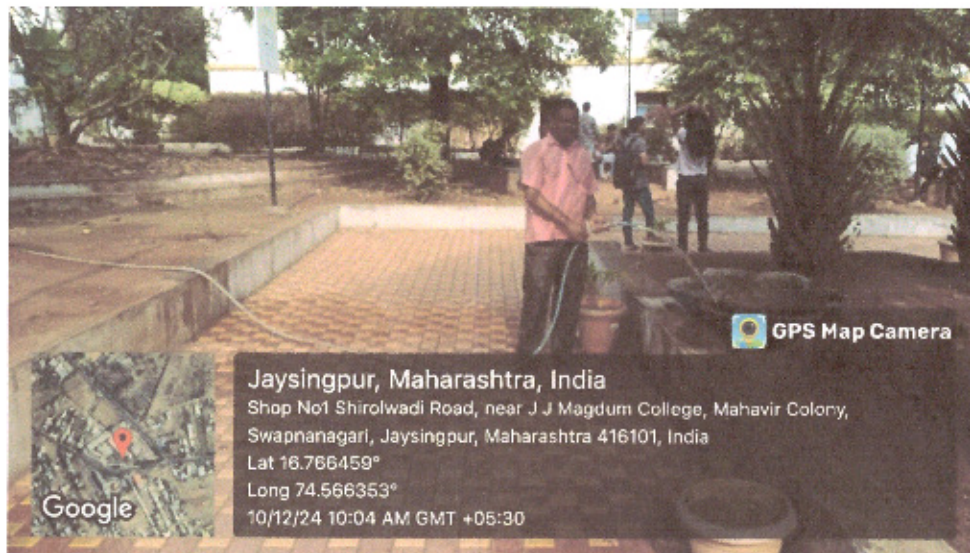 GPS Map Camera
Jaysingpur, Maharashtra, India
Shop No1 Shirolwadi Road, near J J Magdum College, Mahavir Colony,
Swapnanagari, Jaysingpur, Maharashtra 416101, India
Lat 16.766459°
Long 74.566353°
10/12/24 10:04 AM GMT +05:30
Google